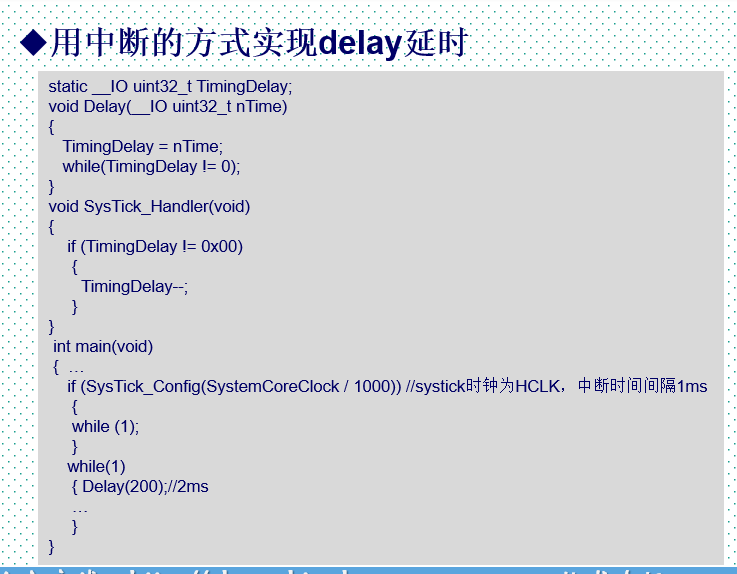 ◆用中断的方式实现delay延时
static __IO uint32_t TimingDelay;
void Delay(__IO uint32_t nTime)
{
TimingDelay = nTime;
while(TimingDelay != 0);
}
void SysTick_Handler(void)
{
if (TimingDelay != 0x00)
{
TimingDelay--;
}
}
int main(void)
{ …
if (SysTick_Config(SystemCoreClock / 1000)) //systick时钟为HCLK，中断时间间隔1ms
{
while (1);
}
while(1)
{ Delay(200);//2ms
…
}
}